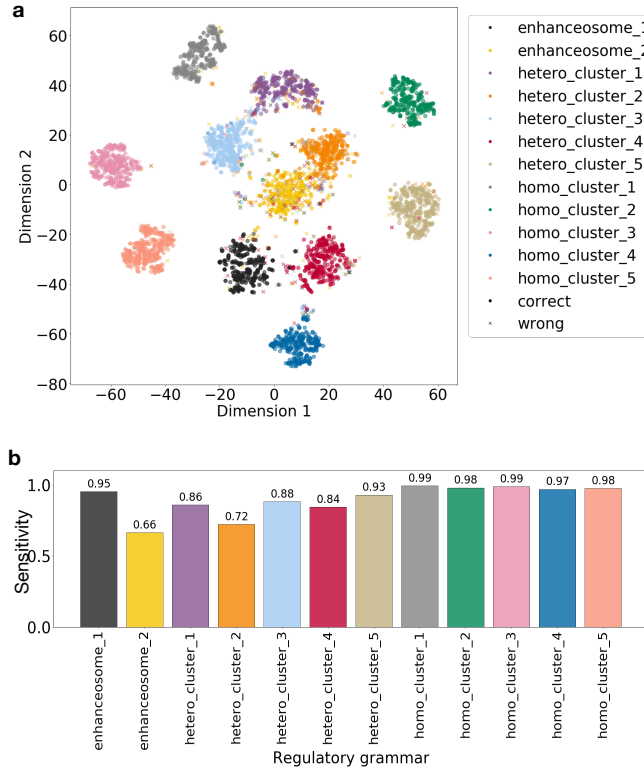 a
60
40
20
0
−20
−40
−60
−80
Dimension 2
−60 −40 −20 0 20 40 60
Dimension 1
enhanceosome_1
enhanceosome_2
hetero_cluster_1
hetero_cluster_2
hetero_cluster_3
hetero_cluster_4
hetero_cluster_5
homo_cluster_1
homo_cluster_2
homo_cluster_3
homo_cluster_4
homo_cluster_5
correct
wrong
b
1.0
0.5
0.0
Sensitivity
0.95 0.66 0.86 0.72 0.88 0.84 0.93 0.99 0.98 0.99 0.97 0.98
enhanceosome_1
enhanceosome_2
hetero_cluster_1
hetero_cluster_2
hetero_cluster_3
hetero_cluster_4
hetero_cluster_5
homo_cluster_1
homo_cluster_2
homo_cluster_3
homo_cluster_4
homo_cluster_5
Regulatory grammar